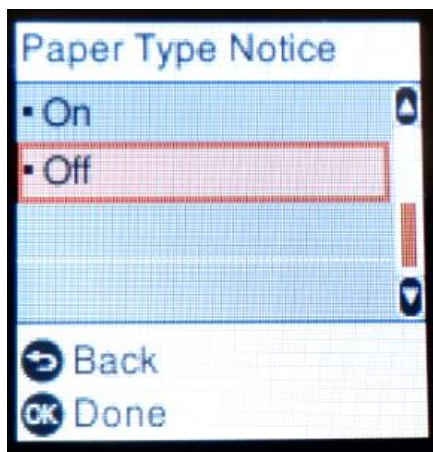 Paper Type Notice
▪ On
▪ Off
Back
OK Done